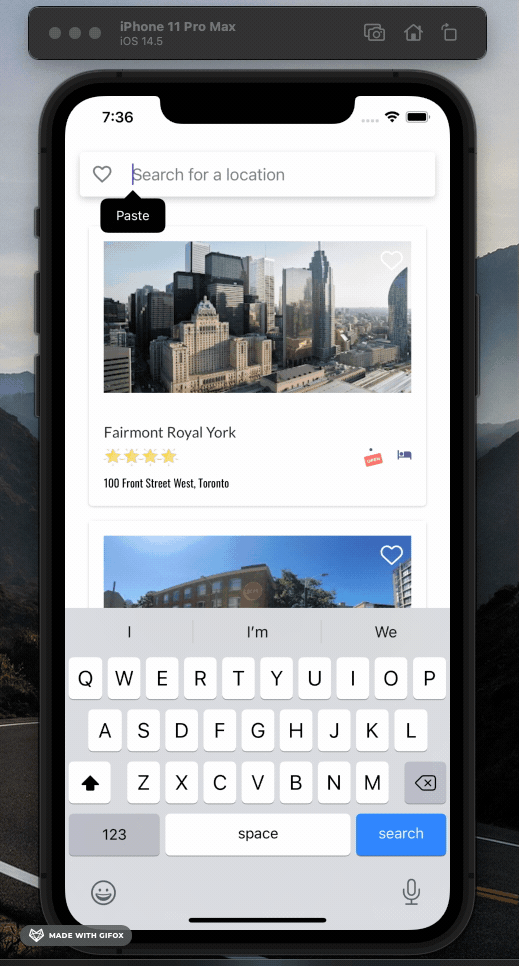 iPhone 11 Pro Max
iOS 14.5
7:36
Search for a location
Paste
Fairmont Royal York
OPEN
100 Front Street West, Toronto
I
I'm
We
Q W E R T Y U I O P
A S D F G H J K L
Z X C V B N M
123
space
search
MADE WITH GIFOX